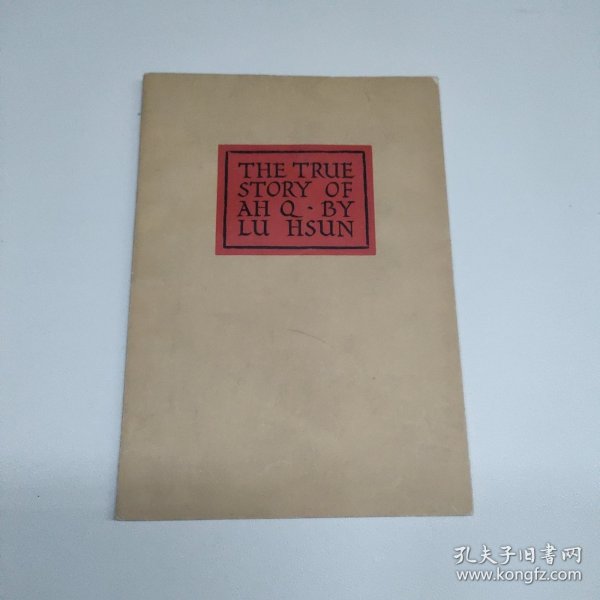 THE TRUE
STORY OF
AH Q · BY
LU HSUN
孔夫子旧书网
www.kongfz.com